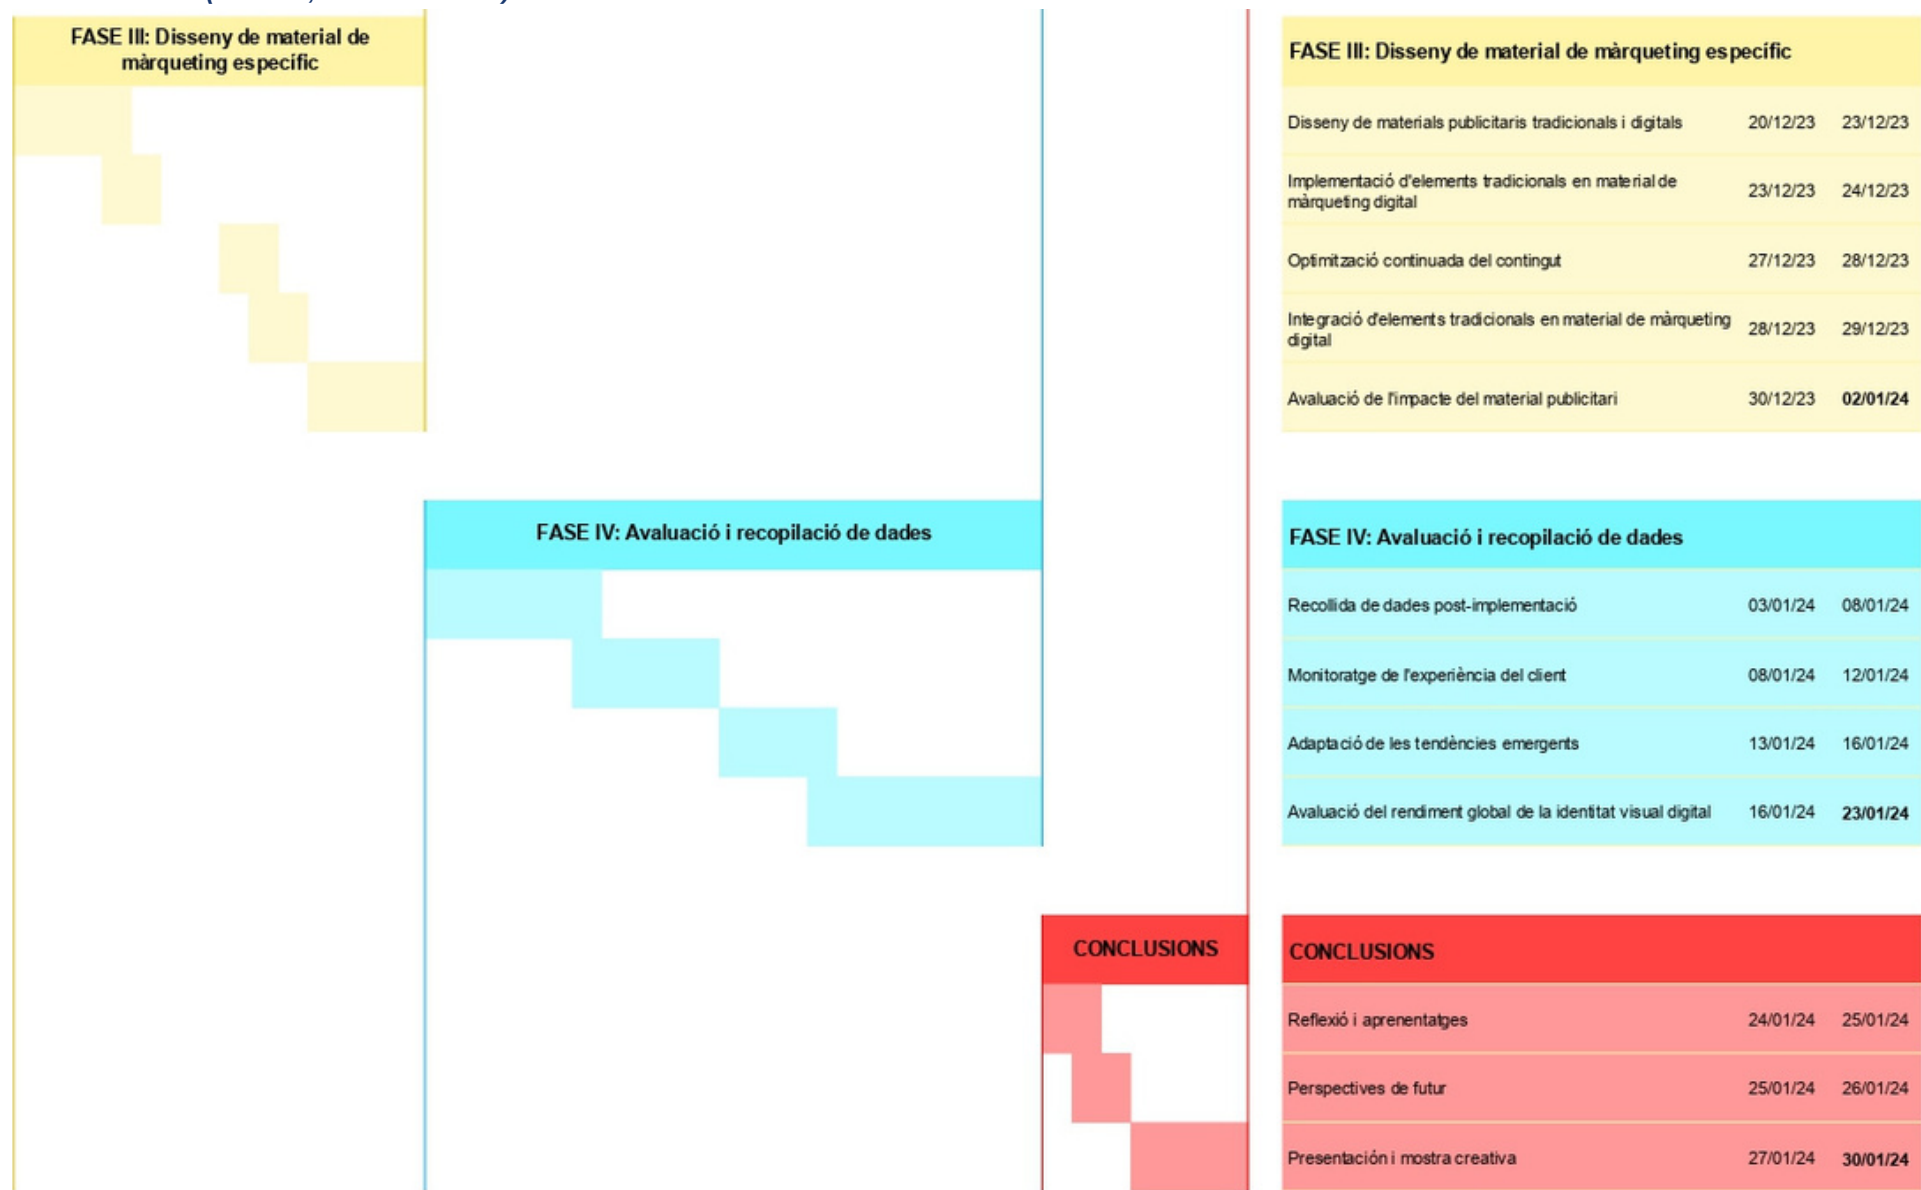 FASE III: Disseny de material de
màrqueting específic
FASE III: Disseny de material de màrqueting específic
Disseny de materials publicitaris tradicionals i digitals 20/12/23 23/12/23
Implementació d'elements tradicionals en material de
màrqueting digital 23/12/23 24/12/23
Optimització continuada del contingut 27/12/23 28/12/23
Integració d'elements tradicionals en material de màrqueting
digital 28/12/23 29/12/23
Avaluació de l'impacte del material publicitari 30/12/23 02/01/24
FASE IV: Avaluació i recopilació de dades
FASE IV: Avaluació i recopilació de dades
Recollida de dades post-implementació 03/01/24 08/01/24
Monitoratge de l'experiència del client 08/01/24 12/01/24
Adaptació de les tendències emergents 13/01/24 16/01/24
Avaluació del rendiment global de la identitat visual digital 16/01/24 23/01/24
CONCLUSIONS
CONCLUSIONS
Reflexió i aprenentatges 24/01/24 25/01/24
Perspectives de futur 25/01/24 26/01/24
Presentación i mostra creativa 27/01/24 30/01/24